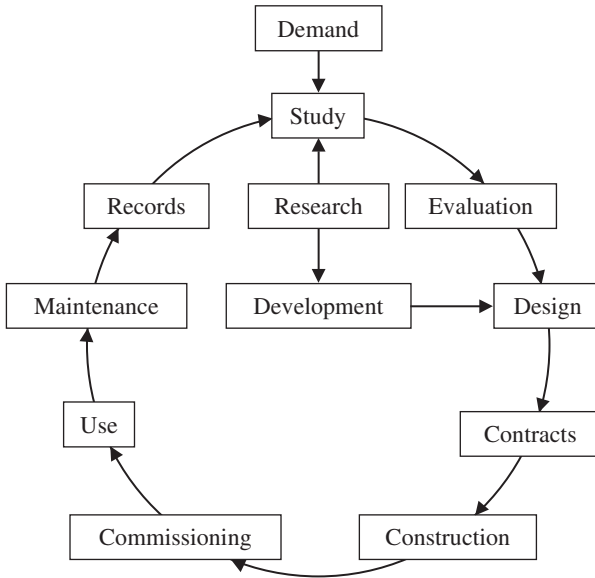 Demand
Study
Records
Research
Evaluation
Maintenance
Development
Design
Use
Contracts
Commissioning
Construction